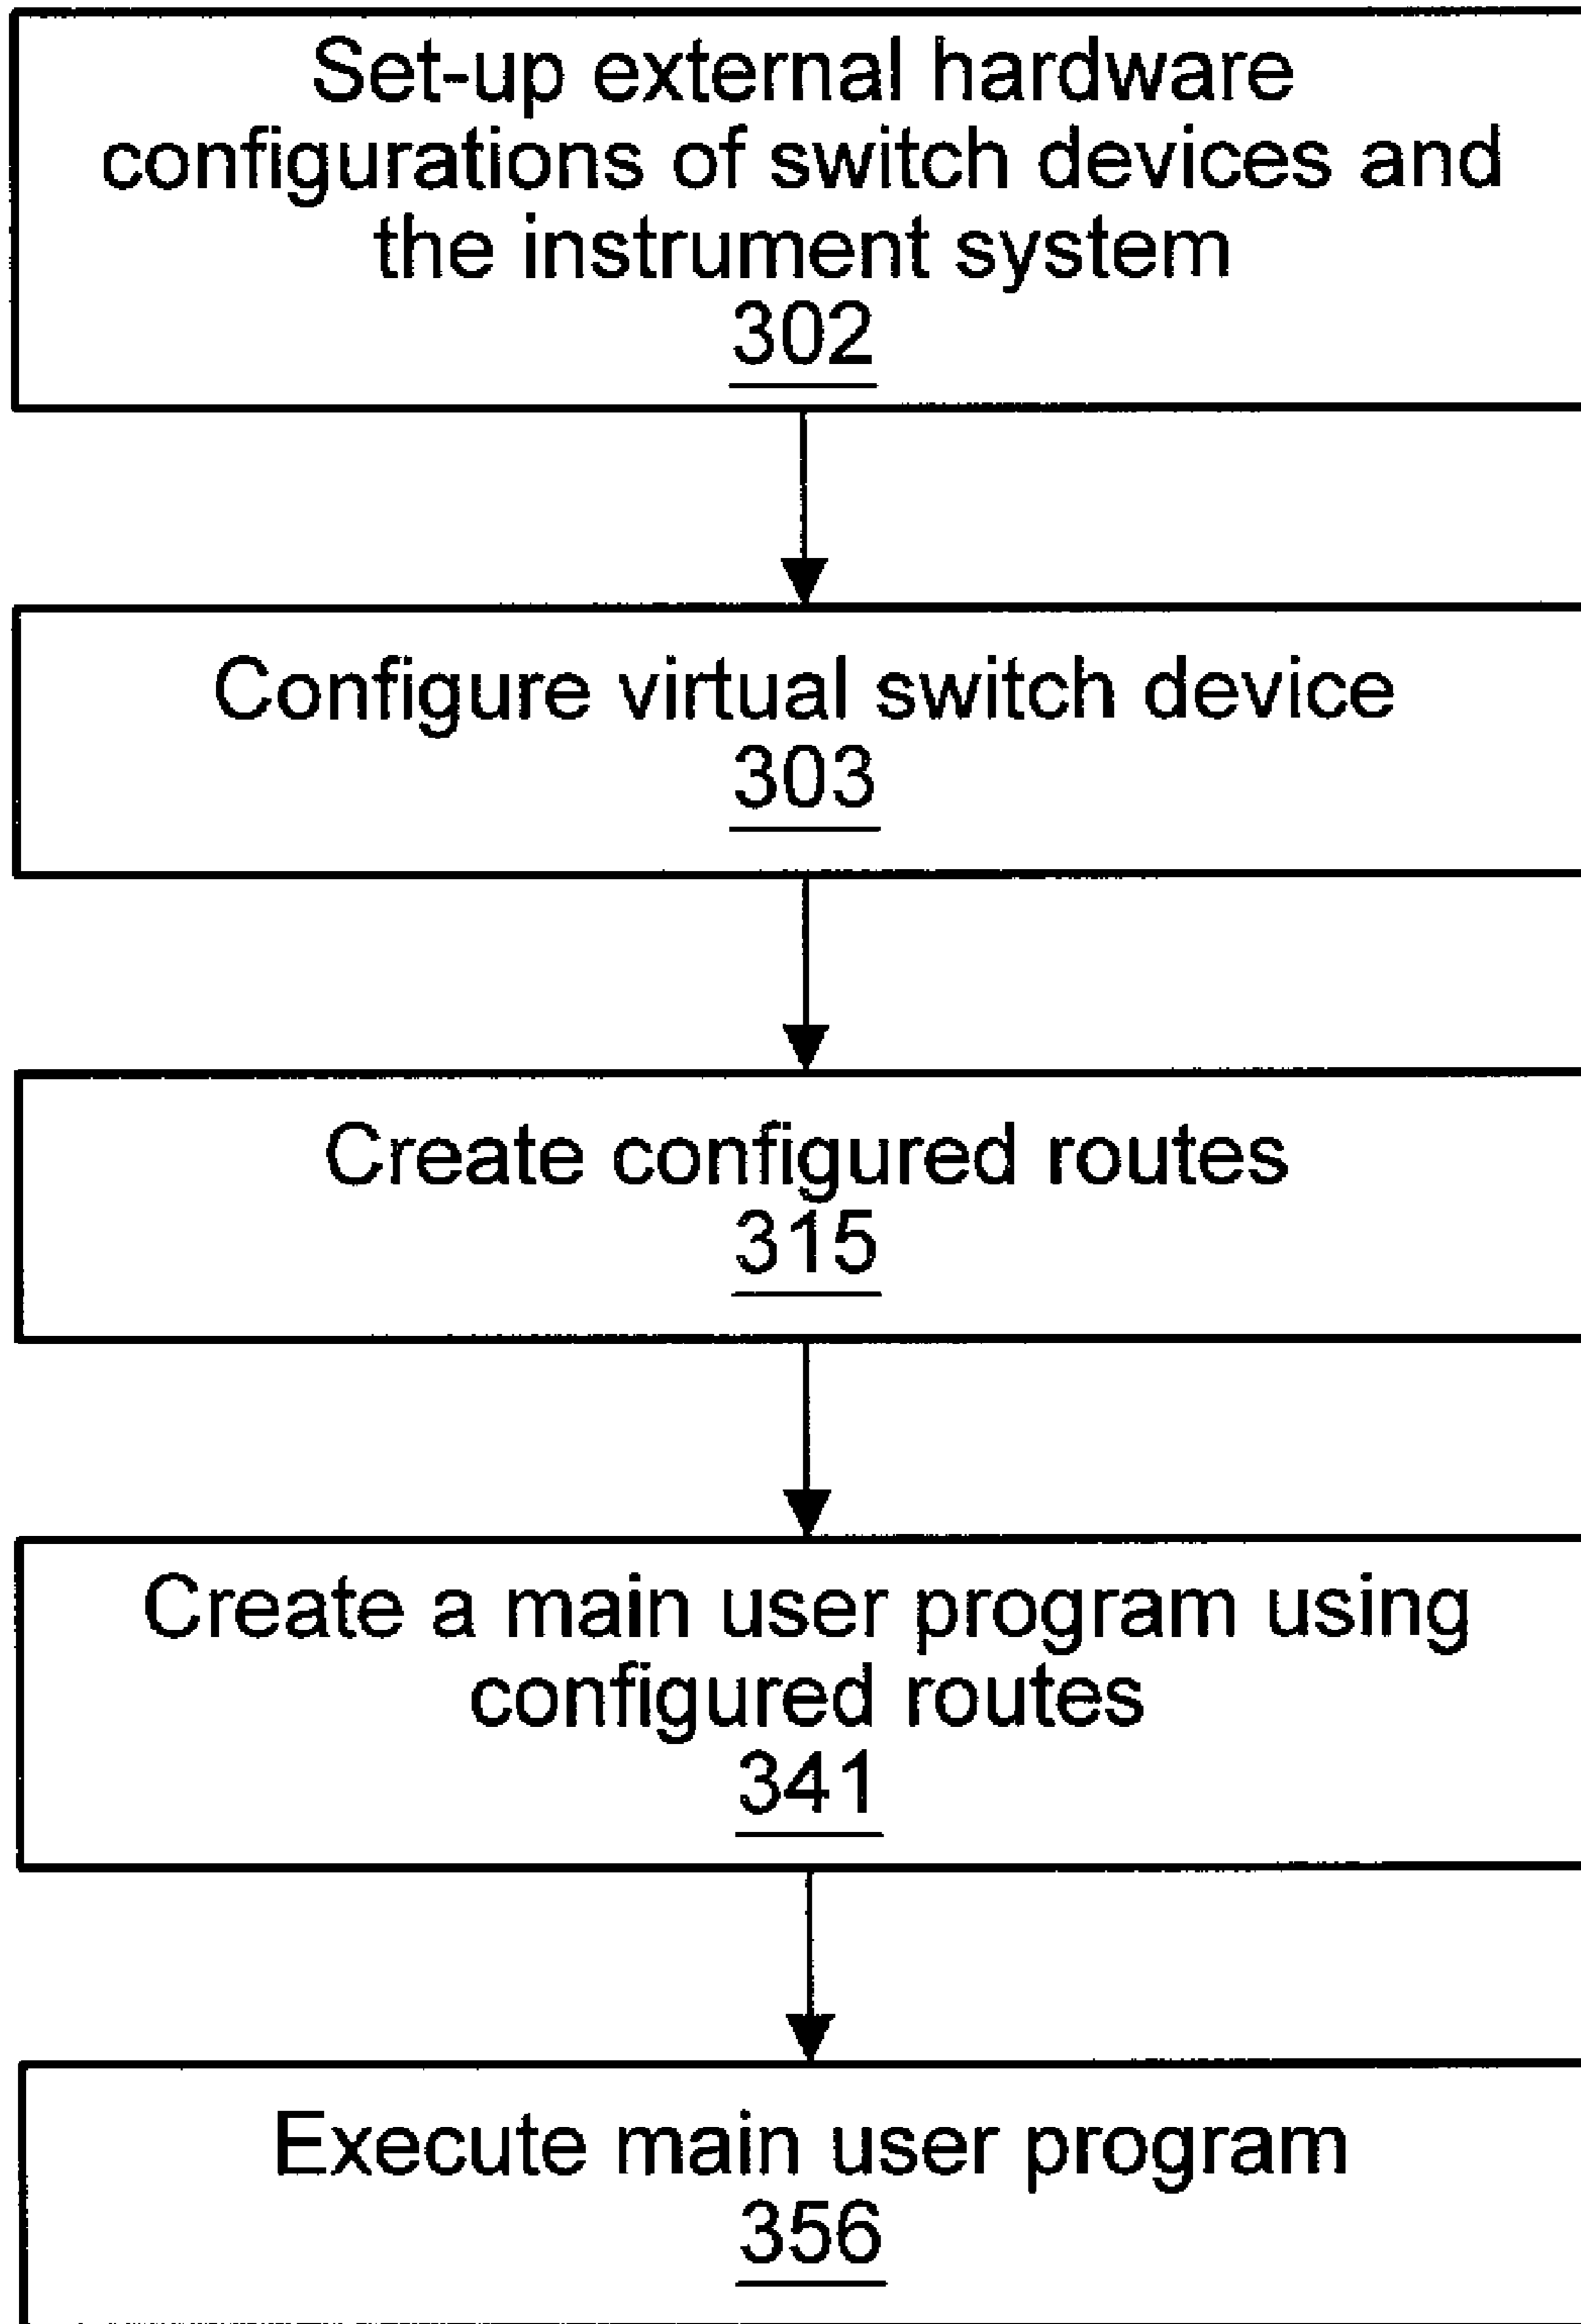 Set-up external hardware
configurations of switch devices and
the instrument system
302
Configure virtual switch device
303
Create configured routes
315
Create a main user program using
configured routes
341
Execute main user program
356